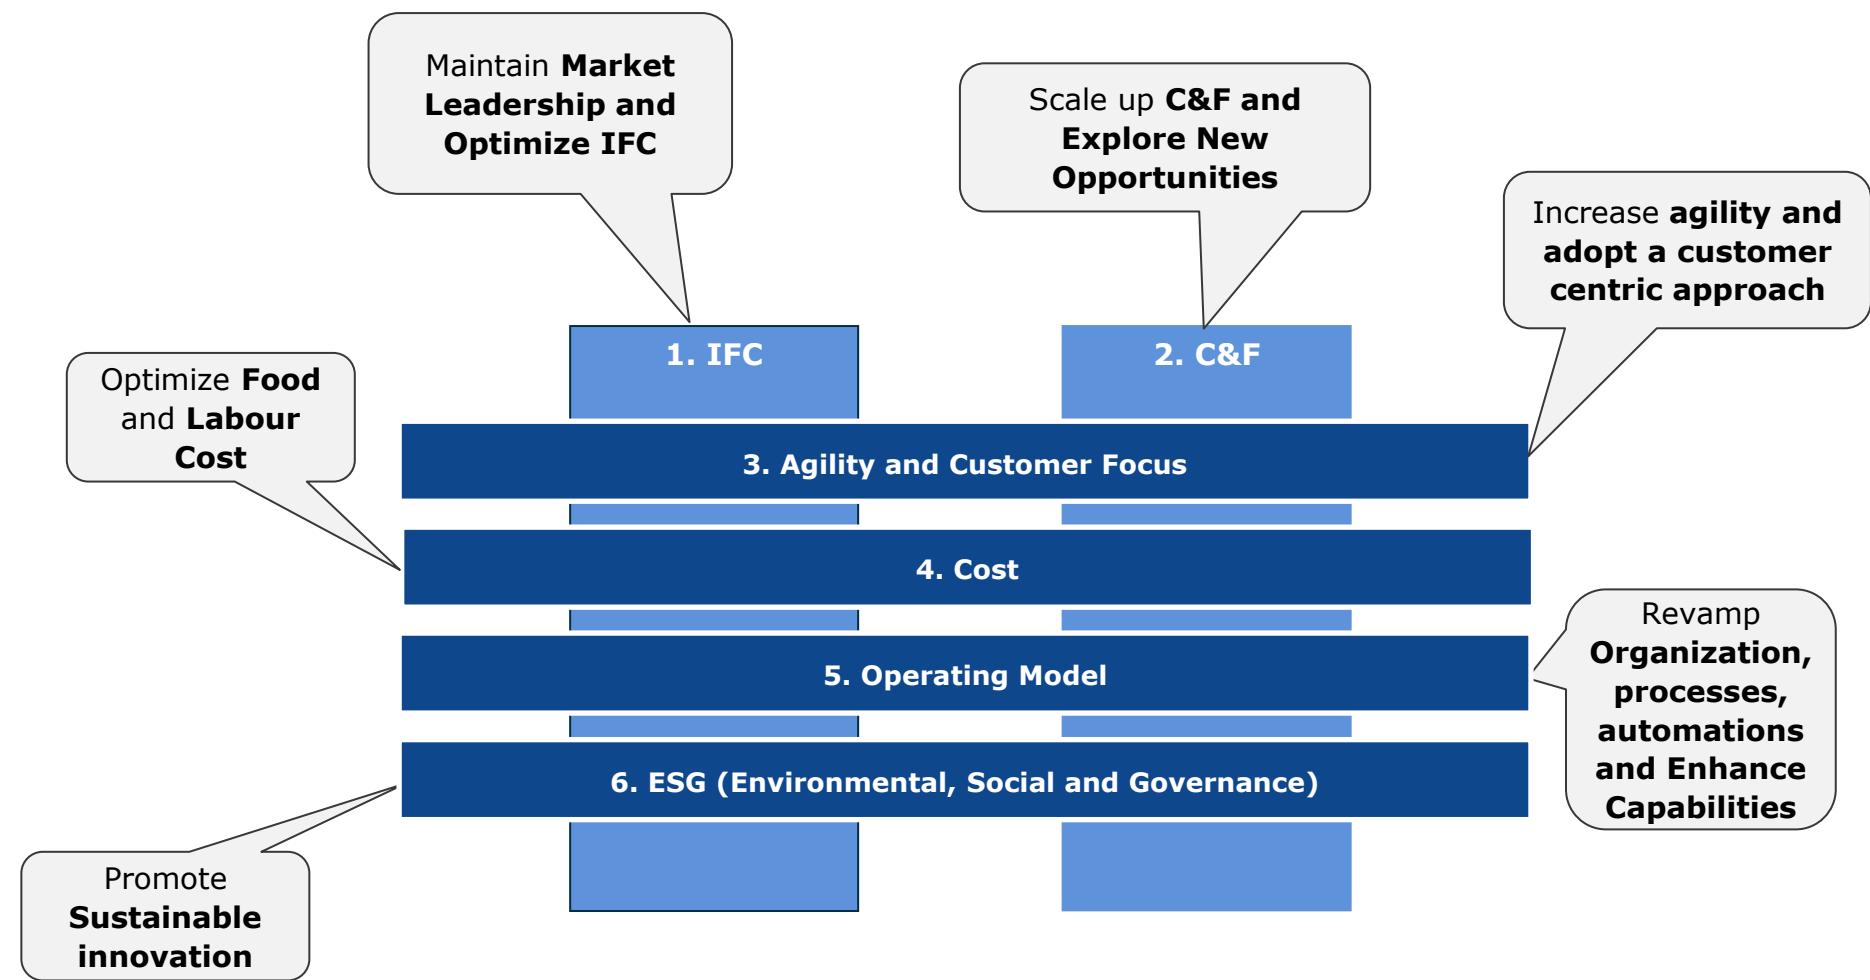 Maintain Market
Leadership and
Optimize IFC
Scale up C&F and
Explore New
Opportunities
Increase agility and
adopt a customer
centric approach
1. IFC
2. C&F
Optimize Food
and Labour
Cost
3. Agility and Customer Focus
4. Cost
5. Operating Model
Revamp
Organization,
processes,
automations
and Enhance
Capabilities
6. ESG (Environmental, Social and Governance)
Promote
Sustainable
innovation